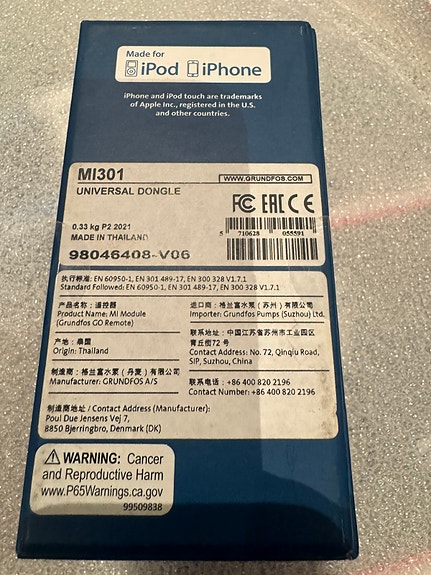 Made for
iPod iPhone
iPhone and iPod touch are trademarks
of Apple Inc., registered in the U.S.
and other countries.
MI301
UNIVERSAL DONGLE
WWW.GRUNDFOS.COM
FC EAC CE
0.33 kg P2 2021
MADE IN THAILAND
5 710628 055591
98046408-V06
执行标准: EN 60950-1, EN 301 489-17, EN 300 328 V1.7.1
Standard Followed: EN 60950-1, EN 301 489-17, EN 300 328 V1.7.1
产品名称：遥控器
Product Name: MI Module
(Grundfos GO Remote)
产地：泰国
Origin: Thailand
制造商：格兰富水泵（丹麦）有限公司
Manufacturer: GRUNDFOS A/S
制造商地址 / Contact Address (Manufacturer):
Poul Due Jensens Vej 7,
8850 Bjerringbro, Denmark (DK)
进口商：格兰富水泵（苏州）有限公司
Importer: Grundfos Pumps (Suzhou) Ltd.
联系地址：中国江苏省苏州市工业园区
青丘街72号
Contact Address: No. 72, Qingiu Road,
SIP, Suzhou, China
联系电话：+86 400 820 2196
Contact Number: +86 400 820 2196
WARNING: Cancer
and Reproductive Harm
www.P65Warnings.ca.gov
99509838